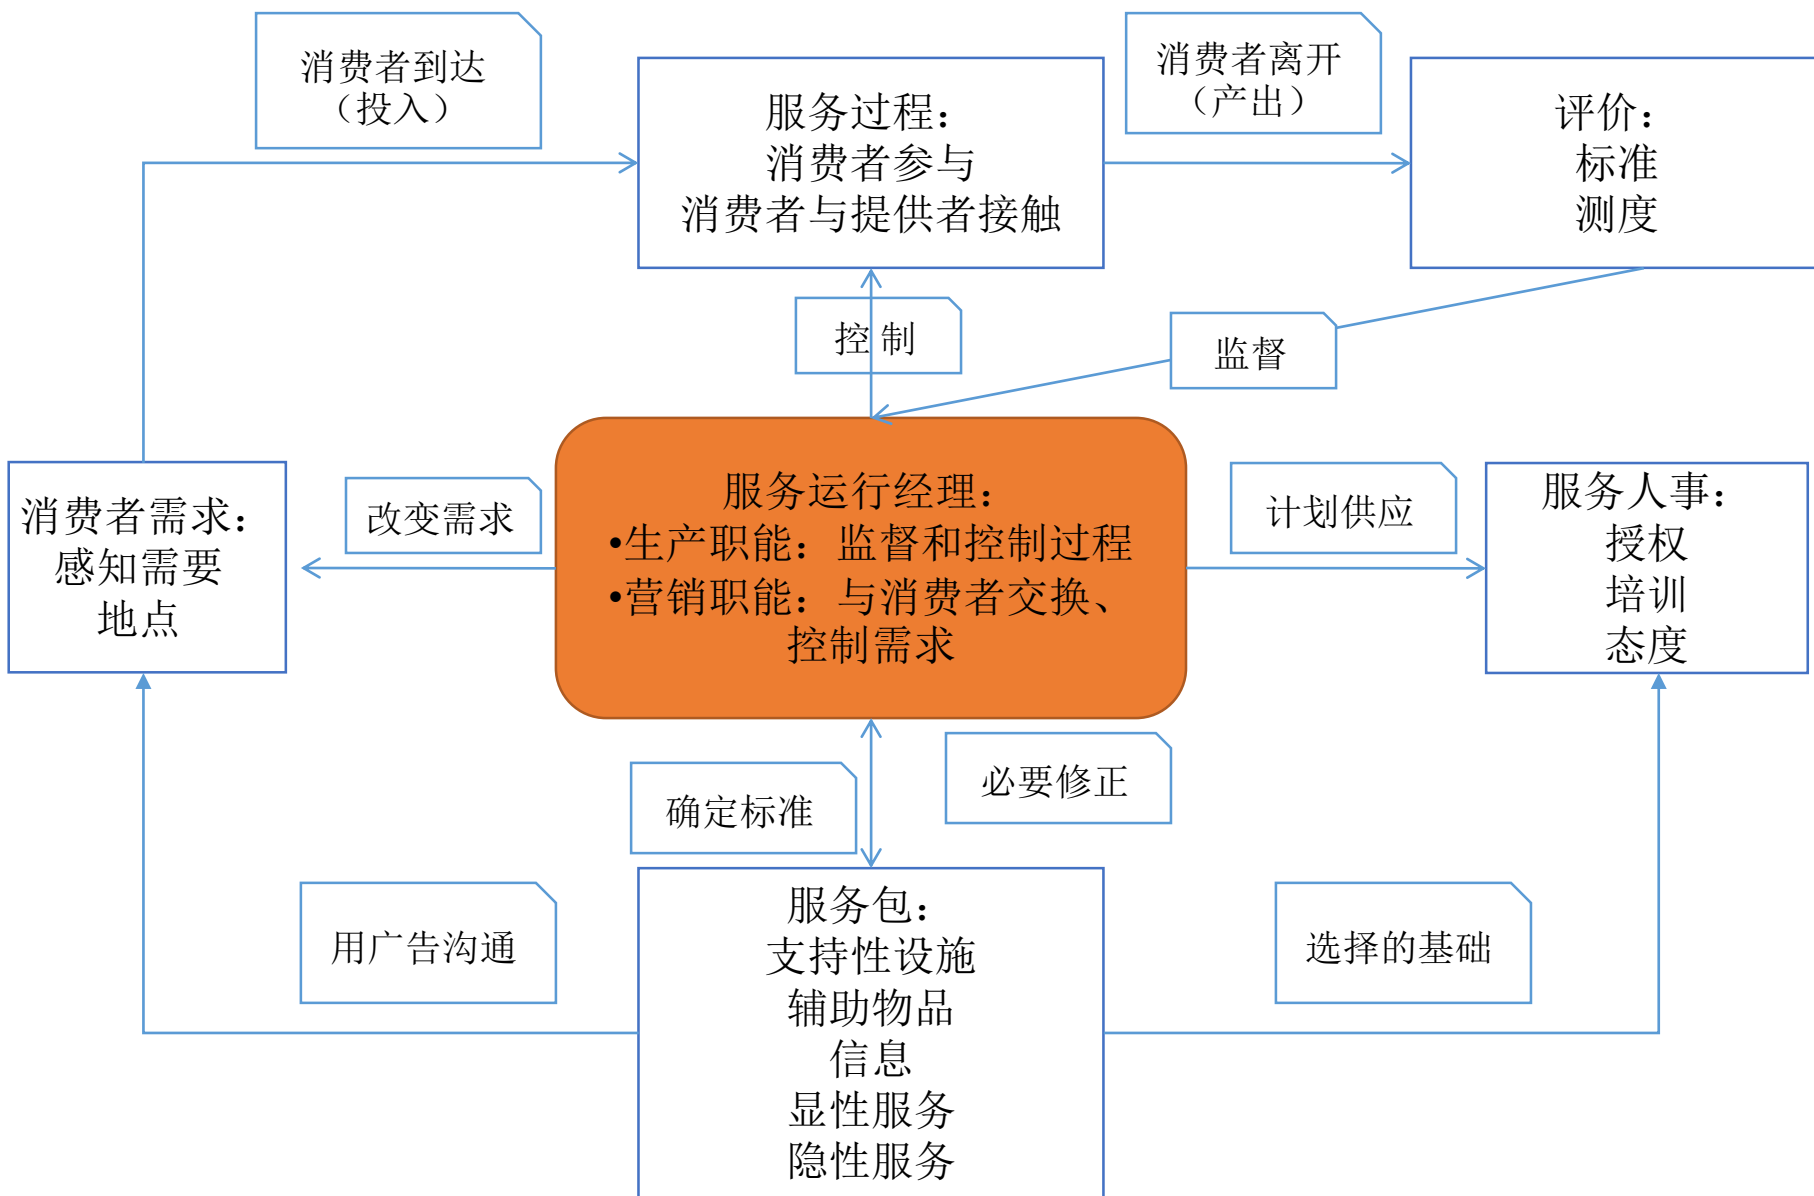 消费者到达
（投入）
服务过程：
消费者参与
消费者与提供者接触
消费者离开
（产出）
评价：
标准
测度
控制
监督
消费者需求：
感知需要
地点
改变需求
服务运行经理：
•生产职能：监督和控制过程
•营销职能：与消费者交换、
控制需求
计划供应
服务人事：
授权
培训
态度
确定标准
必要修正
用广告沟通
服务包：
支持性设施
辅助物品
信息
显性服务
隐性服务
选择的基础